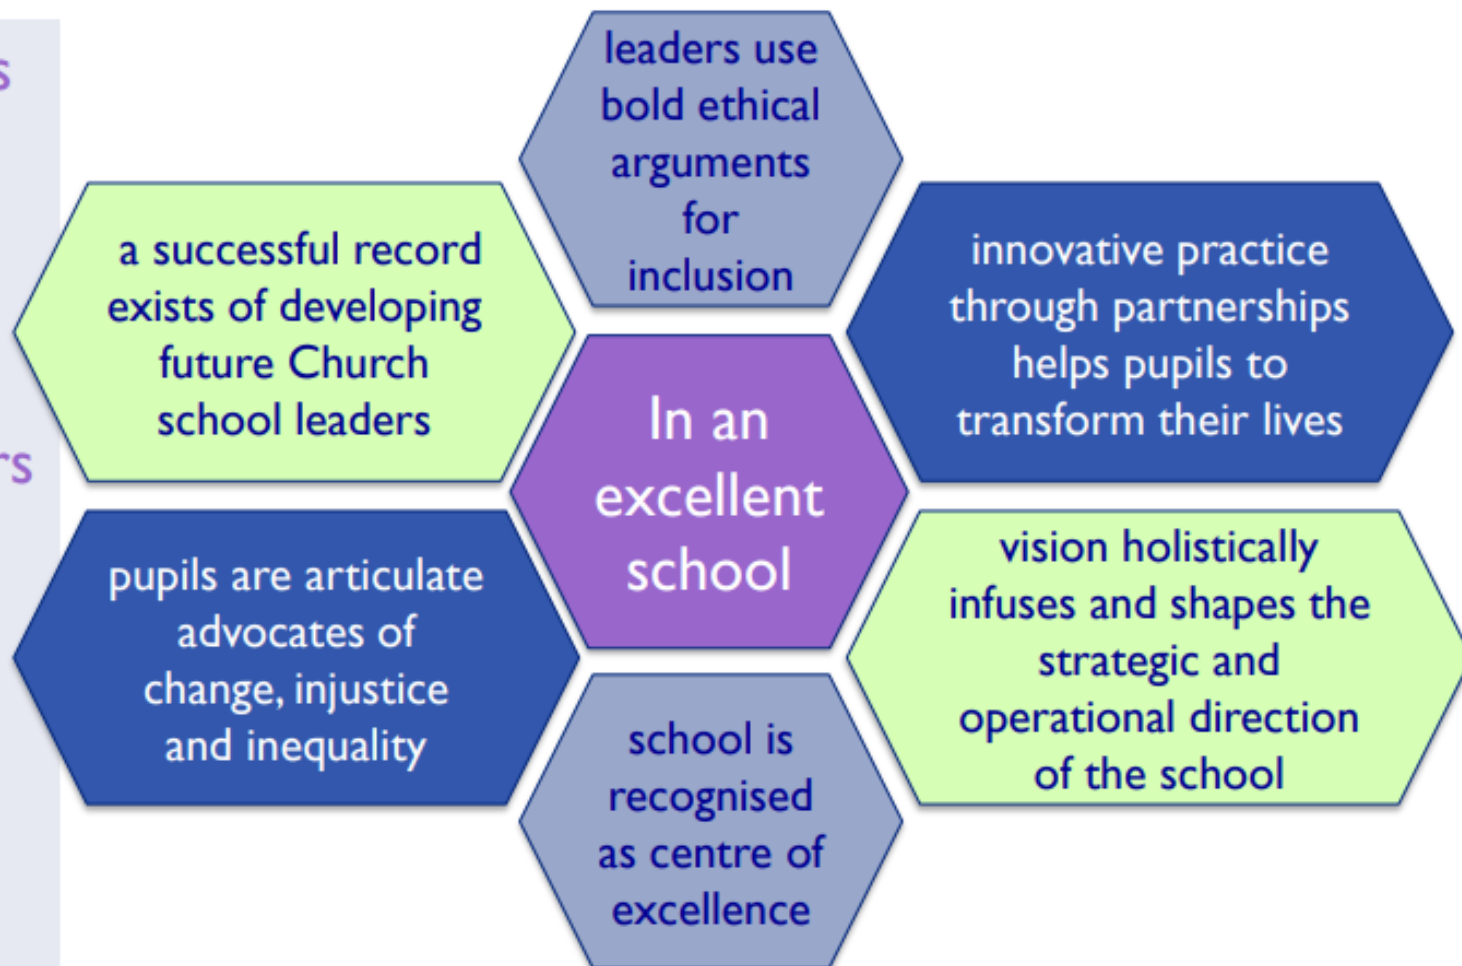 s
rs
leaders use
bold ethical
arguments
for
inclusion
a successful record
exists of developing
future Church
school leaders
innovative practice
through partnerships
helps pupils to
transform their lives
In an
excellent
school
pupils are articulate
advocates of
change, injustice
and inequality
vision holistically
infuses and shapes the
strategic and
operational direction
of the school
school is
recognised
as centre of
excellence